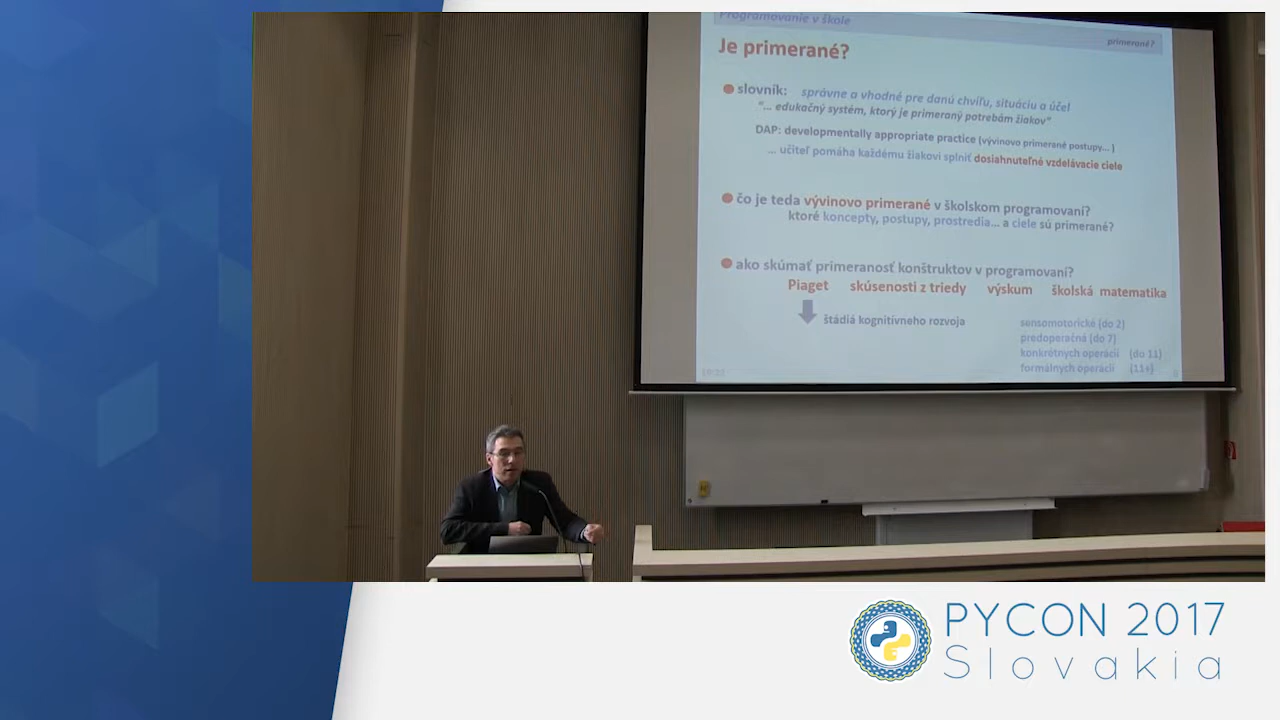 Programovanie v škole
primerané?
Je primerané?
slovník: správne a vhodné pre danú chvíľu, situáciu a účel
"... edukačný systém, ktorý je primeraný potrebám žiakov"
DAP: developmentally appropriate practice (vývinovo primerané postupy... )
... učiteľ pomáha každému žiakovi splniť dosiahnuteľné vzdelávacie ciele
čo je teda vývinovo primerané v školskom programovaní?
ktoré koncepty, postupy, prostredia... a ciele sú primerané?
ako skúmať primeranosť konštruktov v programovaní?
Piaget skúsenosti z triedy výskum školská matematika
štádiá kognitívneho rozvoja
sensomotorické (do 2)
predoperačná (do 7)
konkrétnych operácií (do 11)
formálnych operácií (11+)
PYCON 2017
Slovakia